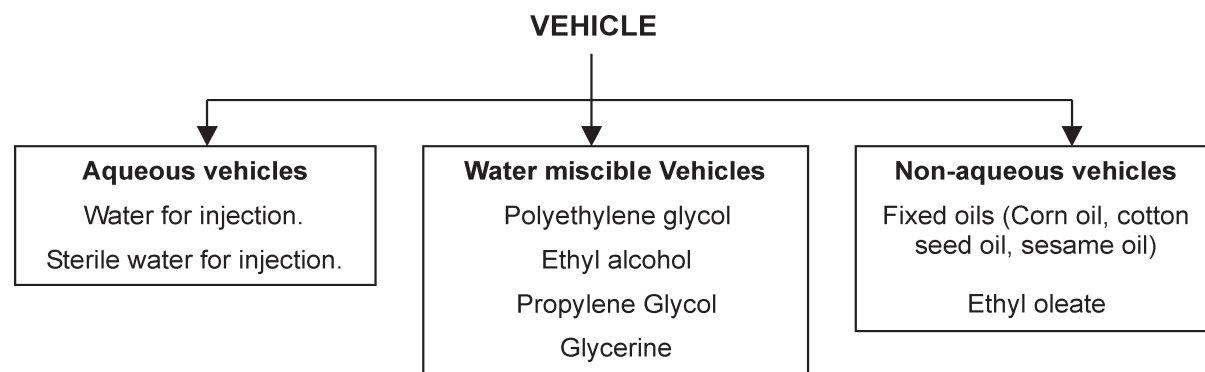 VEHICLE
Aqueous vehicles
Water for injection.
Sterile water for injection.
Water miscible Vehicles
Polyethylene glycol
Ethyl alcohol
Propylene Glycol
Glycerine
Non-aqueous vehicles
Fixed oils (Corn oil, cotton
seed oil, sesame oil)
Ethyl oleate